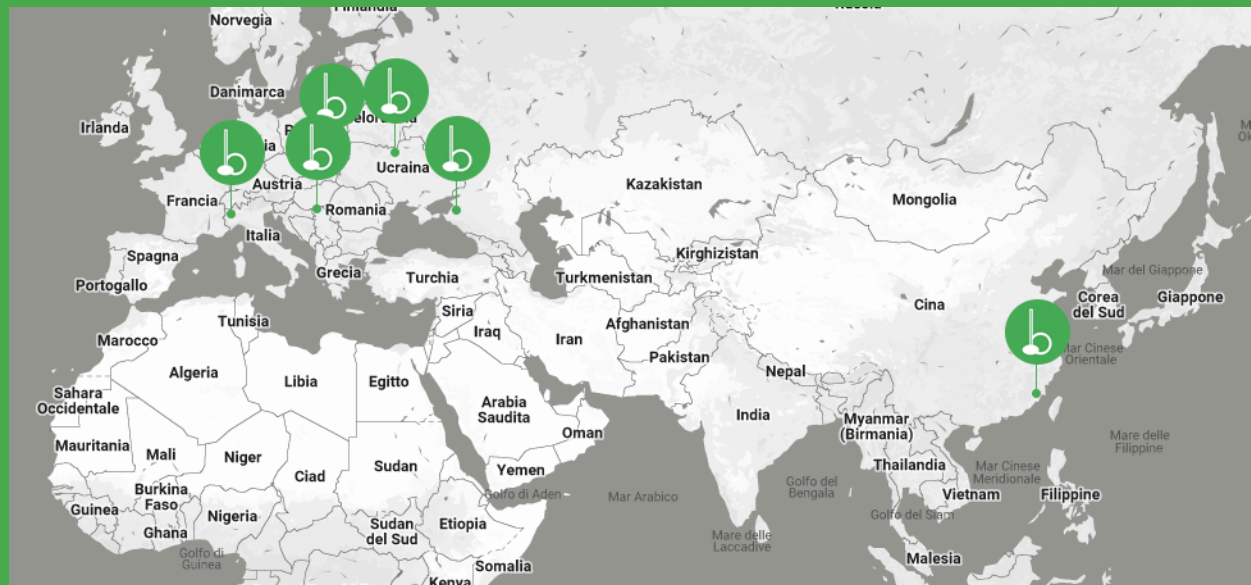 Norvegia
Danimarca
Irlanda
Austria
Francia
Ucraina
Romania
Italia
Spagna
Portogallo
Grecia
Turchia
Kazakistan
Mongolia
Kirghizistan
Turkmenistan
Cina
Mar del Giappone
Corea
del Sud
Giappone
Tunisia
Siria
Iraq
Iran
Afghanistan
Pakistan
Marocco
Algeria
Libia
Egitto
Nepal
Orientale
Sahara
Occidentale
Arabia
Saudita
India
Oman
Myanmar
(Birmania)
Mare delle
Filippine
Mauritania
Mali
Niger
Ciad
Sudan
Yemen
Golfo di Aden
Mar Arabico
Golfo del
Bengala
Thailandia
Mar Cinese
Meridionale
Vietnam
Filippine
Burkina
Faso
Guinea
Ghana
Nigeria
Sudan
del Sud
Etiopia
Golfo del Siam
Mare delle
Laccadive
Golfo di
Guinea
Somalia
Kenya
Malesia